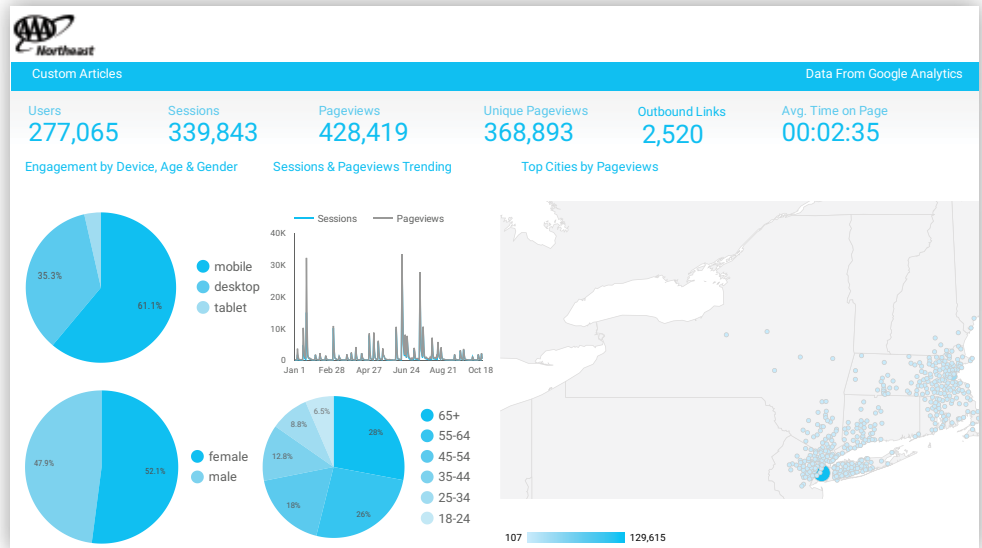 AAA
Northeast
Custom Articles
Data From Google Analytics
Users
277,065
Sessions
339,843
Pageviews
428,419
Unique Pageviews
368,893
Outbound Links
2,520
Avg. Time on Page
00:02:35
Engagement by Device, Age & Gender
Sessions & Pageviews Trending
Top Cities by Pageviews
35.3%
61.1%
mobile
desktop
tablet
Sessions
Pageviews
40K
30K
20K
10K
0
Jan 1
Feb 28
Apr 27
Jun 24
Aug 21
Oct 18
47.9%
52.1%
female
male
6.5%
8.8%
12.8%
18%
26%
28%
65+
55-64
45-54
35-44
25-34
18-24
107
129,615